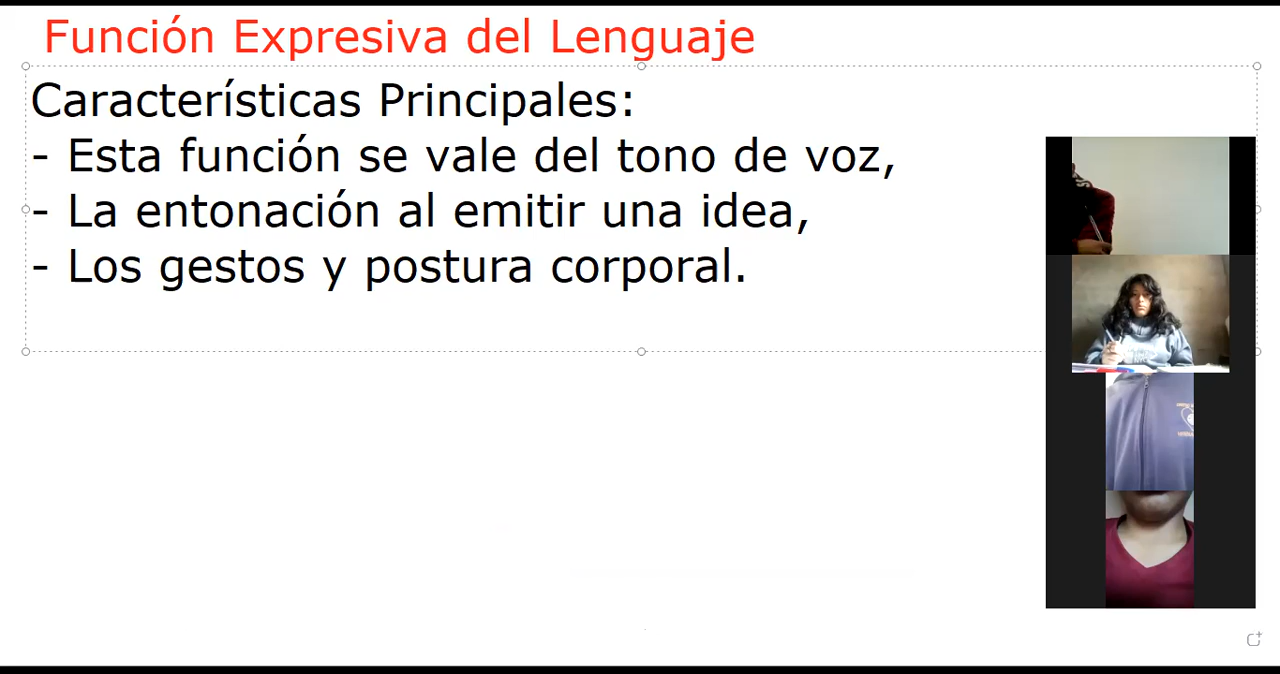 Función Expresiva del Lenguaje
Características Principales:
- Esta función se vale del tono de voz,
- La entonación al emitir una idea,
- Los gestos y postura corporal.